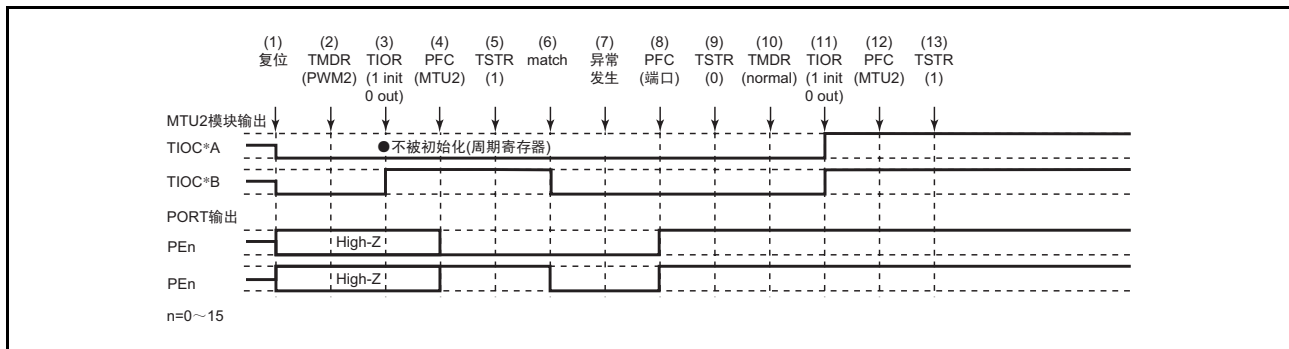 (1) (2) (3) (4) (5) (6) (7) (8) (9) (10) (11) (12) (13)
复位 TMDR TIOR PFC TSTR match 异常 PFC TSTR TMDR TIOR PFC TSTR
(PWM2) (1 init (MTU2) (1) 发生 (端口) (0) (normal) (1 init (MTU2) (1)
0 out) 0 out)
MTU2模块输出
TIOC*A ●不被初始化(周期寄存器)
TIOC*B
PORT输出
PEn High-Z
PEn High-Z
n=0～15